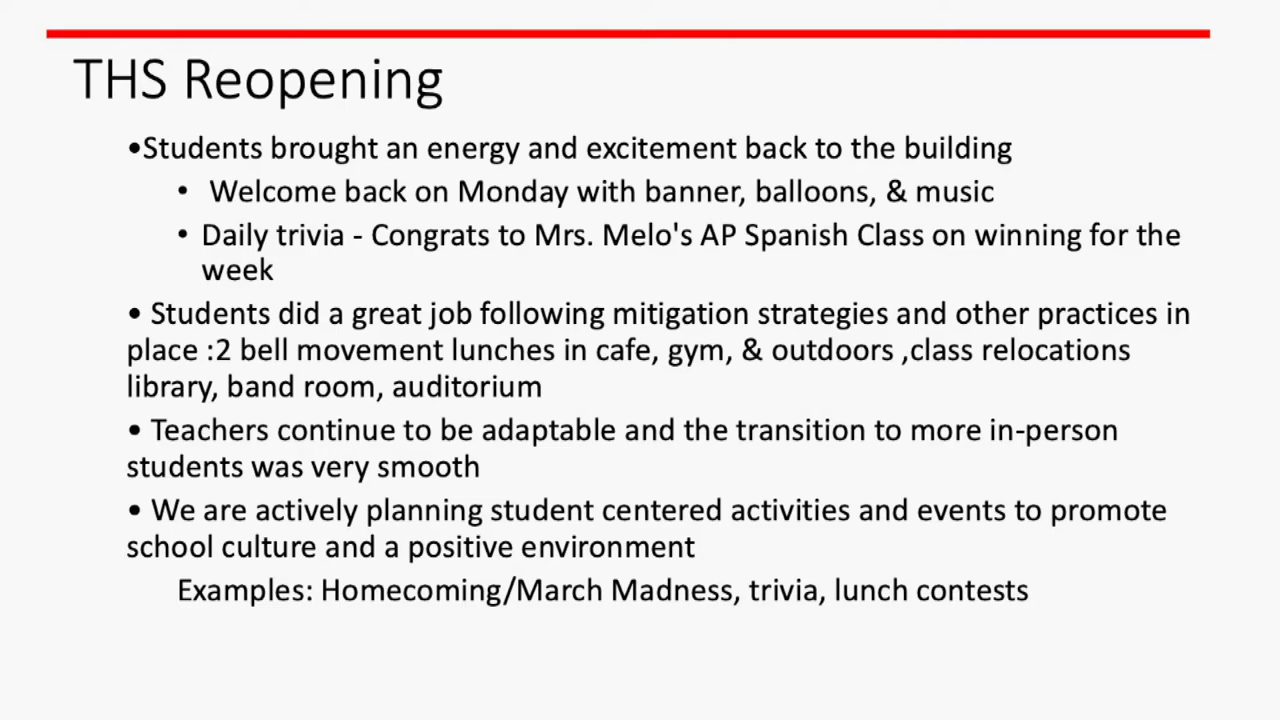 THS Reopening
•Students brought an energy and excitement back to the building
• Welcome back on Monday with banner, balloons, & music
• Daily trivia - Congrats to Mrs. Melo's AP Spanish Class on winning for the
week
• Students did a great job following mitigation strategies and other practices in
place :2 bell movement lunches in cafe, gym, & outdoors ,class relocations
library, band room, auditorium
• Teachers continue to be adaptable and the transition to more in-person
students was very smooth
• We are actively planning student centered activities and events to promote
school culture and a positive environment
Examples: Homecoming/March Madness, trivia, lunch contests